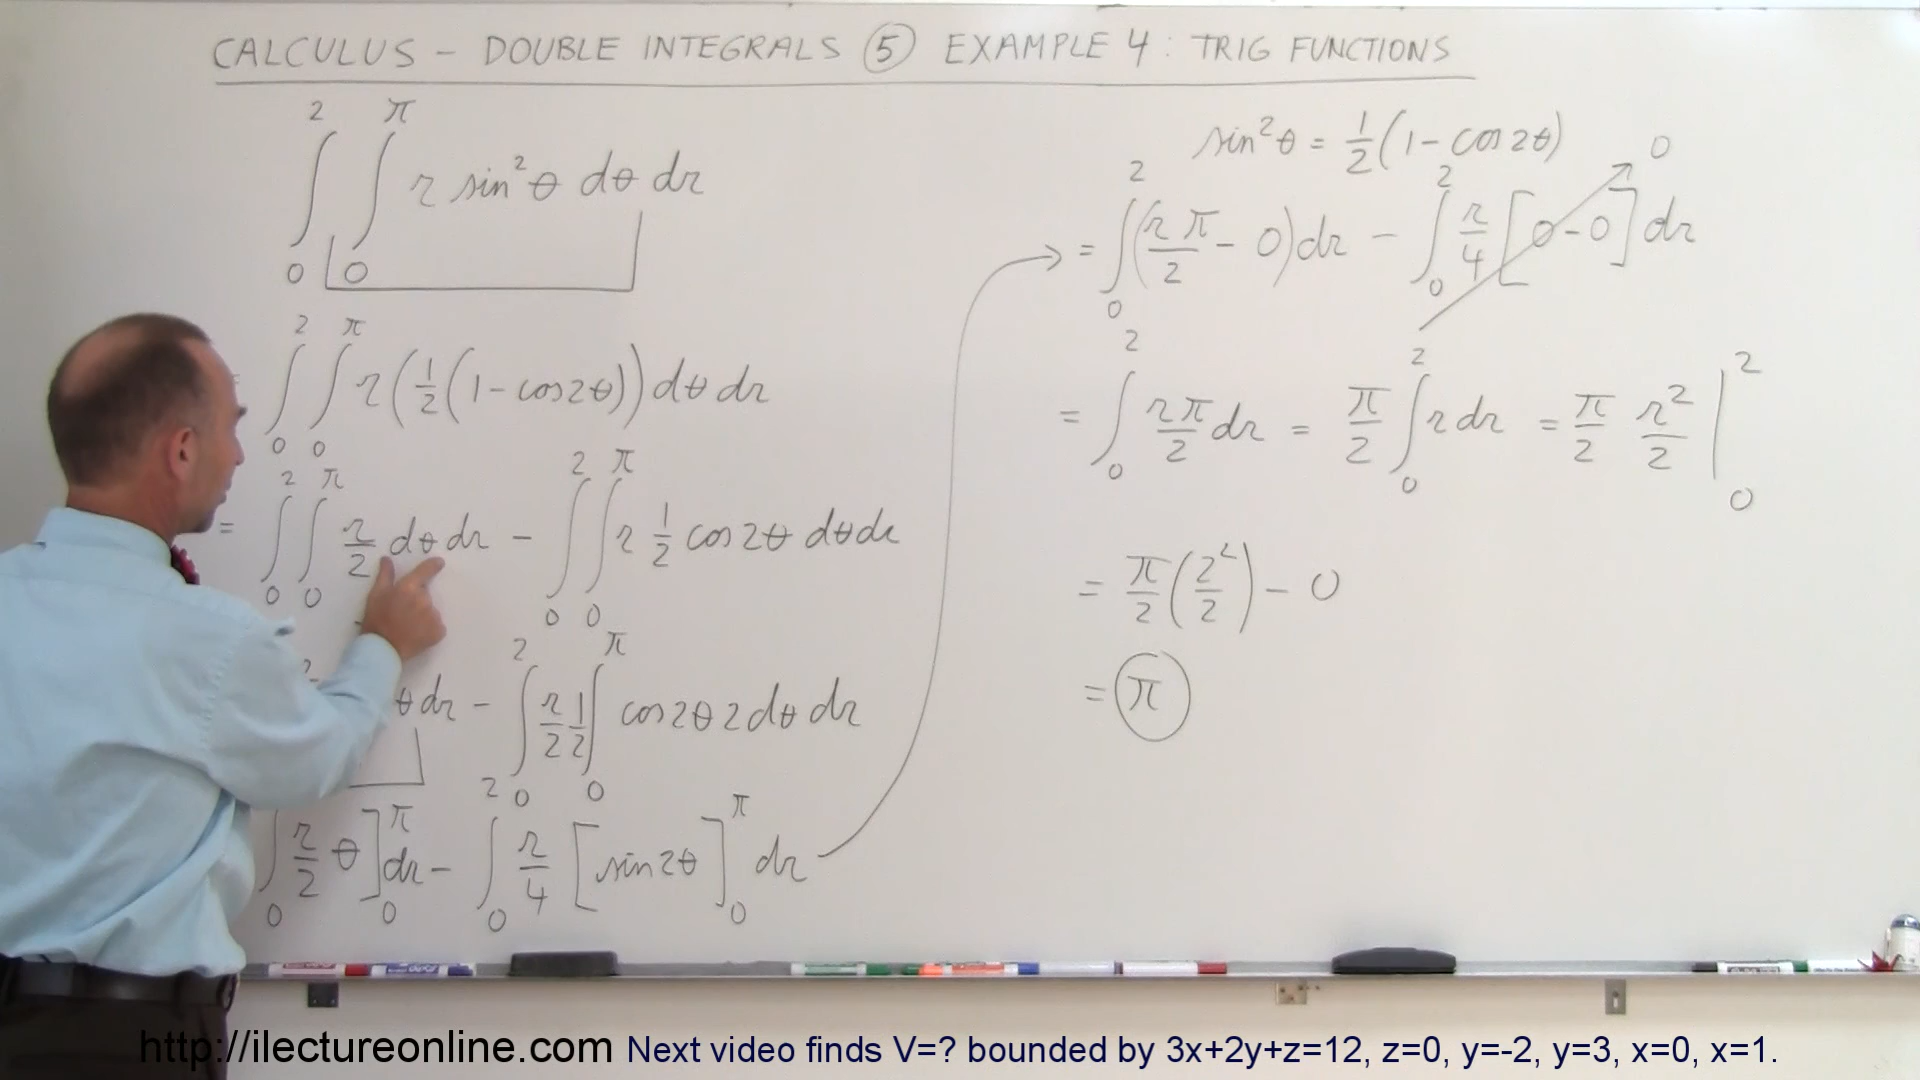 CALCULUS – DOUBLE INTEGRALS ⑤ EXAMPLE 4 : TRIG FUNCTIONS
∫₀² ∫₀^π r sin²θ dθ dr
= ∫₀² ∫₀^π r(1/2(1 - cos2θ)) dθ dr
= ∫₀² ∫₀^π r/2 dθ dr - ∫₀² ∫₀^π r 1/2 cos2θ dθ dr
θ dr - ∫₀² r/2 1/2 ∫₀^π cos2θ 2dθ dr
∫₀ r/2 θ]₀^π dr - ∫₀² r/4 [sin2θ]₀^π dr
sin²θ = 1/2(1 - cos2θ)
= ∫₀² (rπ/2 - 0)dr - ∫₀² r/4 [0-0] dr 0
= ∫₀² rπ/2 dr = π/2 ∫₀² r dr = π/2 r²/2 |₀²
= π/2 (2²/2) - 0
= π
http://ilectureonline.com Next video finds V=? bounded by 3x+2y+z=12, z=0, y=-2, y=3, x=0, x=1.